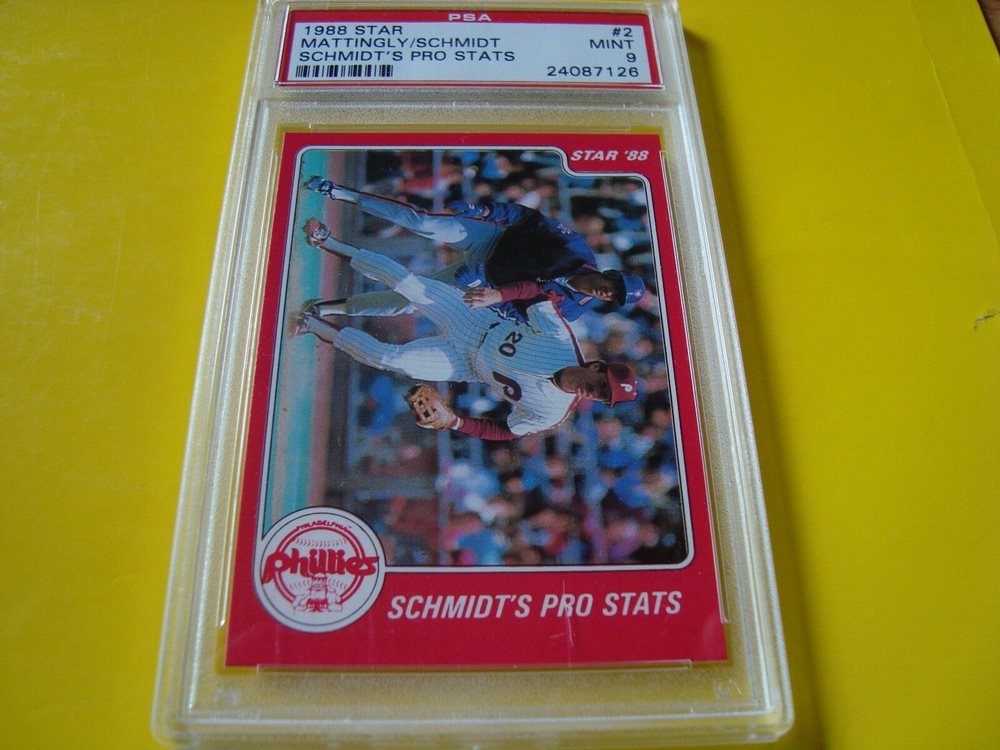 PSA
1988 STAR #2
MATTINGLY/SCHMIDT MINT
SCHMIDT'S PRO STATS 9
24087126
STAR '88
20
P
PHILADELPHIA
Phillies
SCHMIDT'S PRO STATS